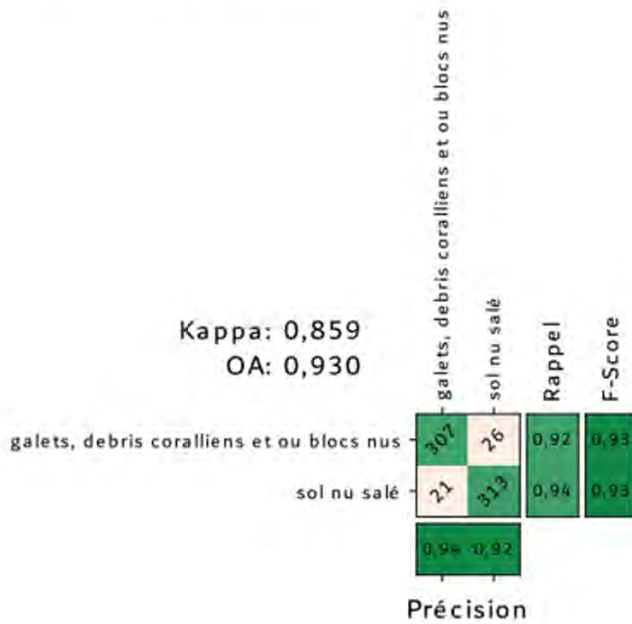 galets, debris coralliens et ou blocs nus
sol nu salé
Rappel
F-Score
Kappa: 0,859
OA: 0,930
galets, debris coralliens et ou blocs nus 307 26 0,92 0,93
sol nu salé 21 313 0,94 0,93
0,94 0,92
Précision